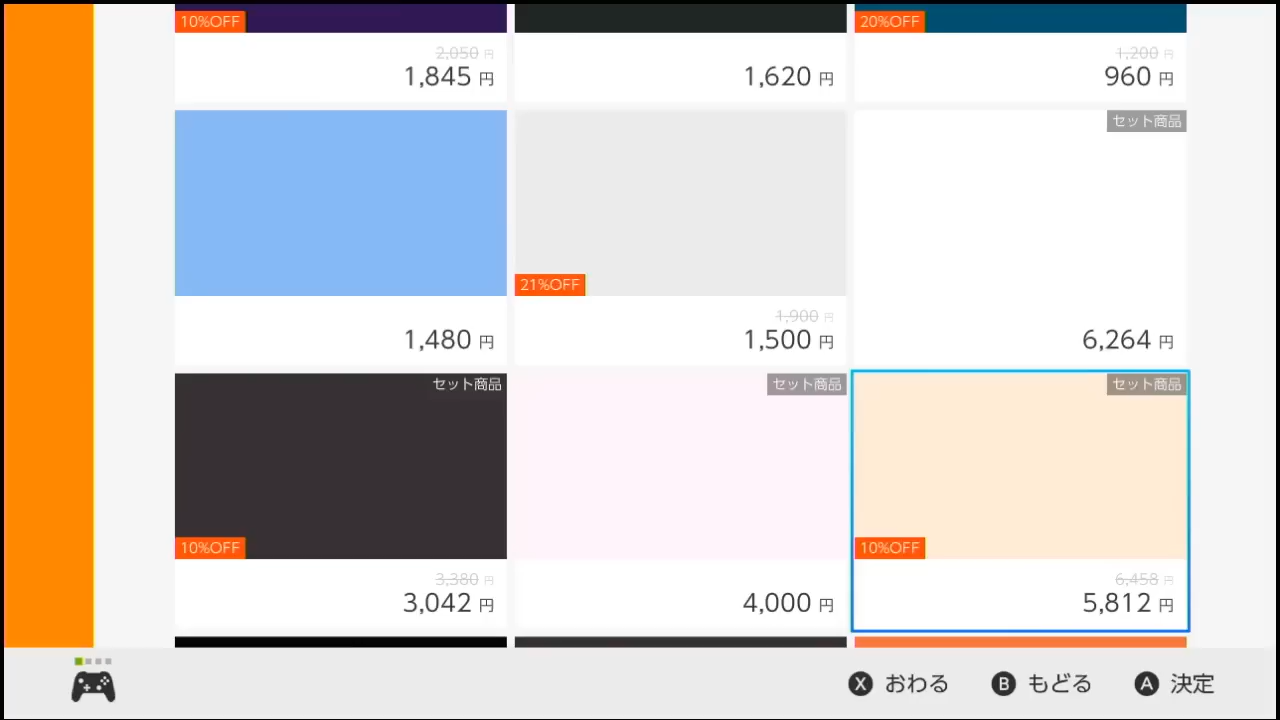 10%OFF
20%OFF
2,050 円
1,845 円
1,620 円
1,200 円
960 円
セット商品
21%OFF
1,480 円
1,900 円
1,500 円
6,264 円
セット商品
セット商品
セット商品
10%OFF
10%OFF
3,380 円
3,042 円
4,000 円
6,458 円
5,812 円
X おわる
B もどる
A 決定